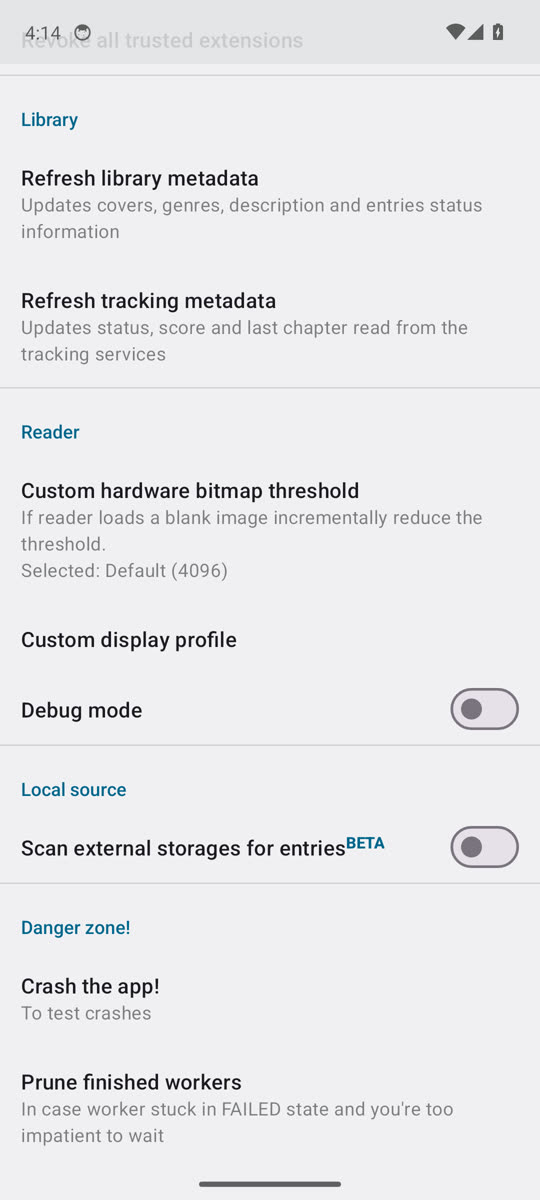 4:14
Revoke all trusted extensions
Library
Refresh library metadata
Updates covers, genres, description and entries status
information
Refresh tracking metadata
Updates status, score and last chapter read from the
tracking services
Reader
Custom hardware bitmap threshold
If reader loads a blank image incrementally reduce the
threshold.
Selected: Default (4096)
Custom display profile
Debug mode
Local source
Scan external storages for entriesBETA
Danger zone!
Crash the app!
To test crashes
Prune finished workers
In case worker stuck in FAILED state and you're too
impatient to wait